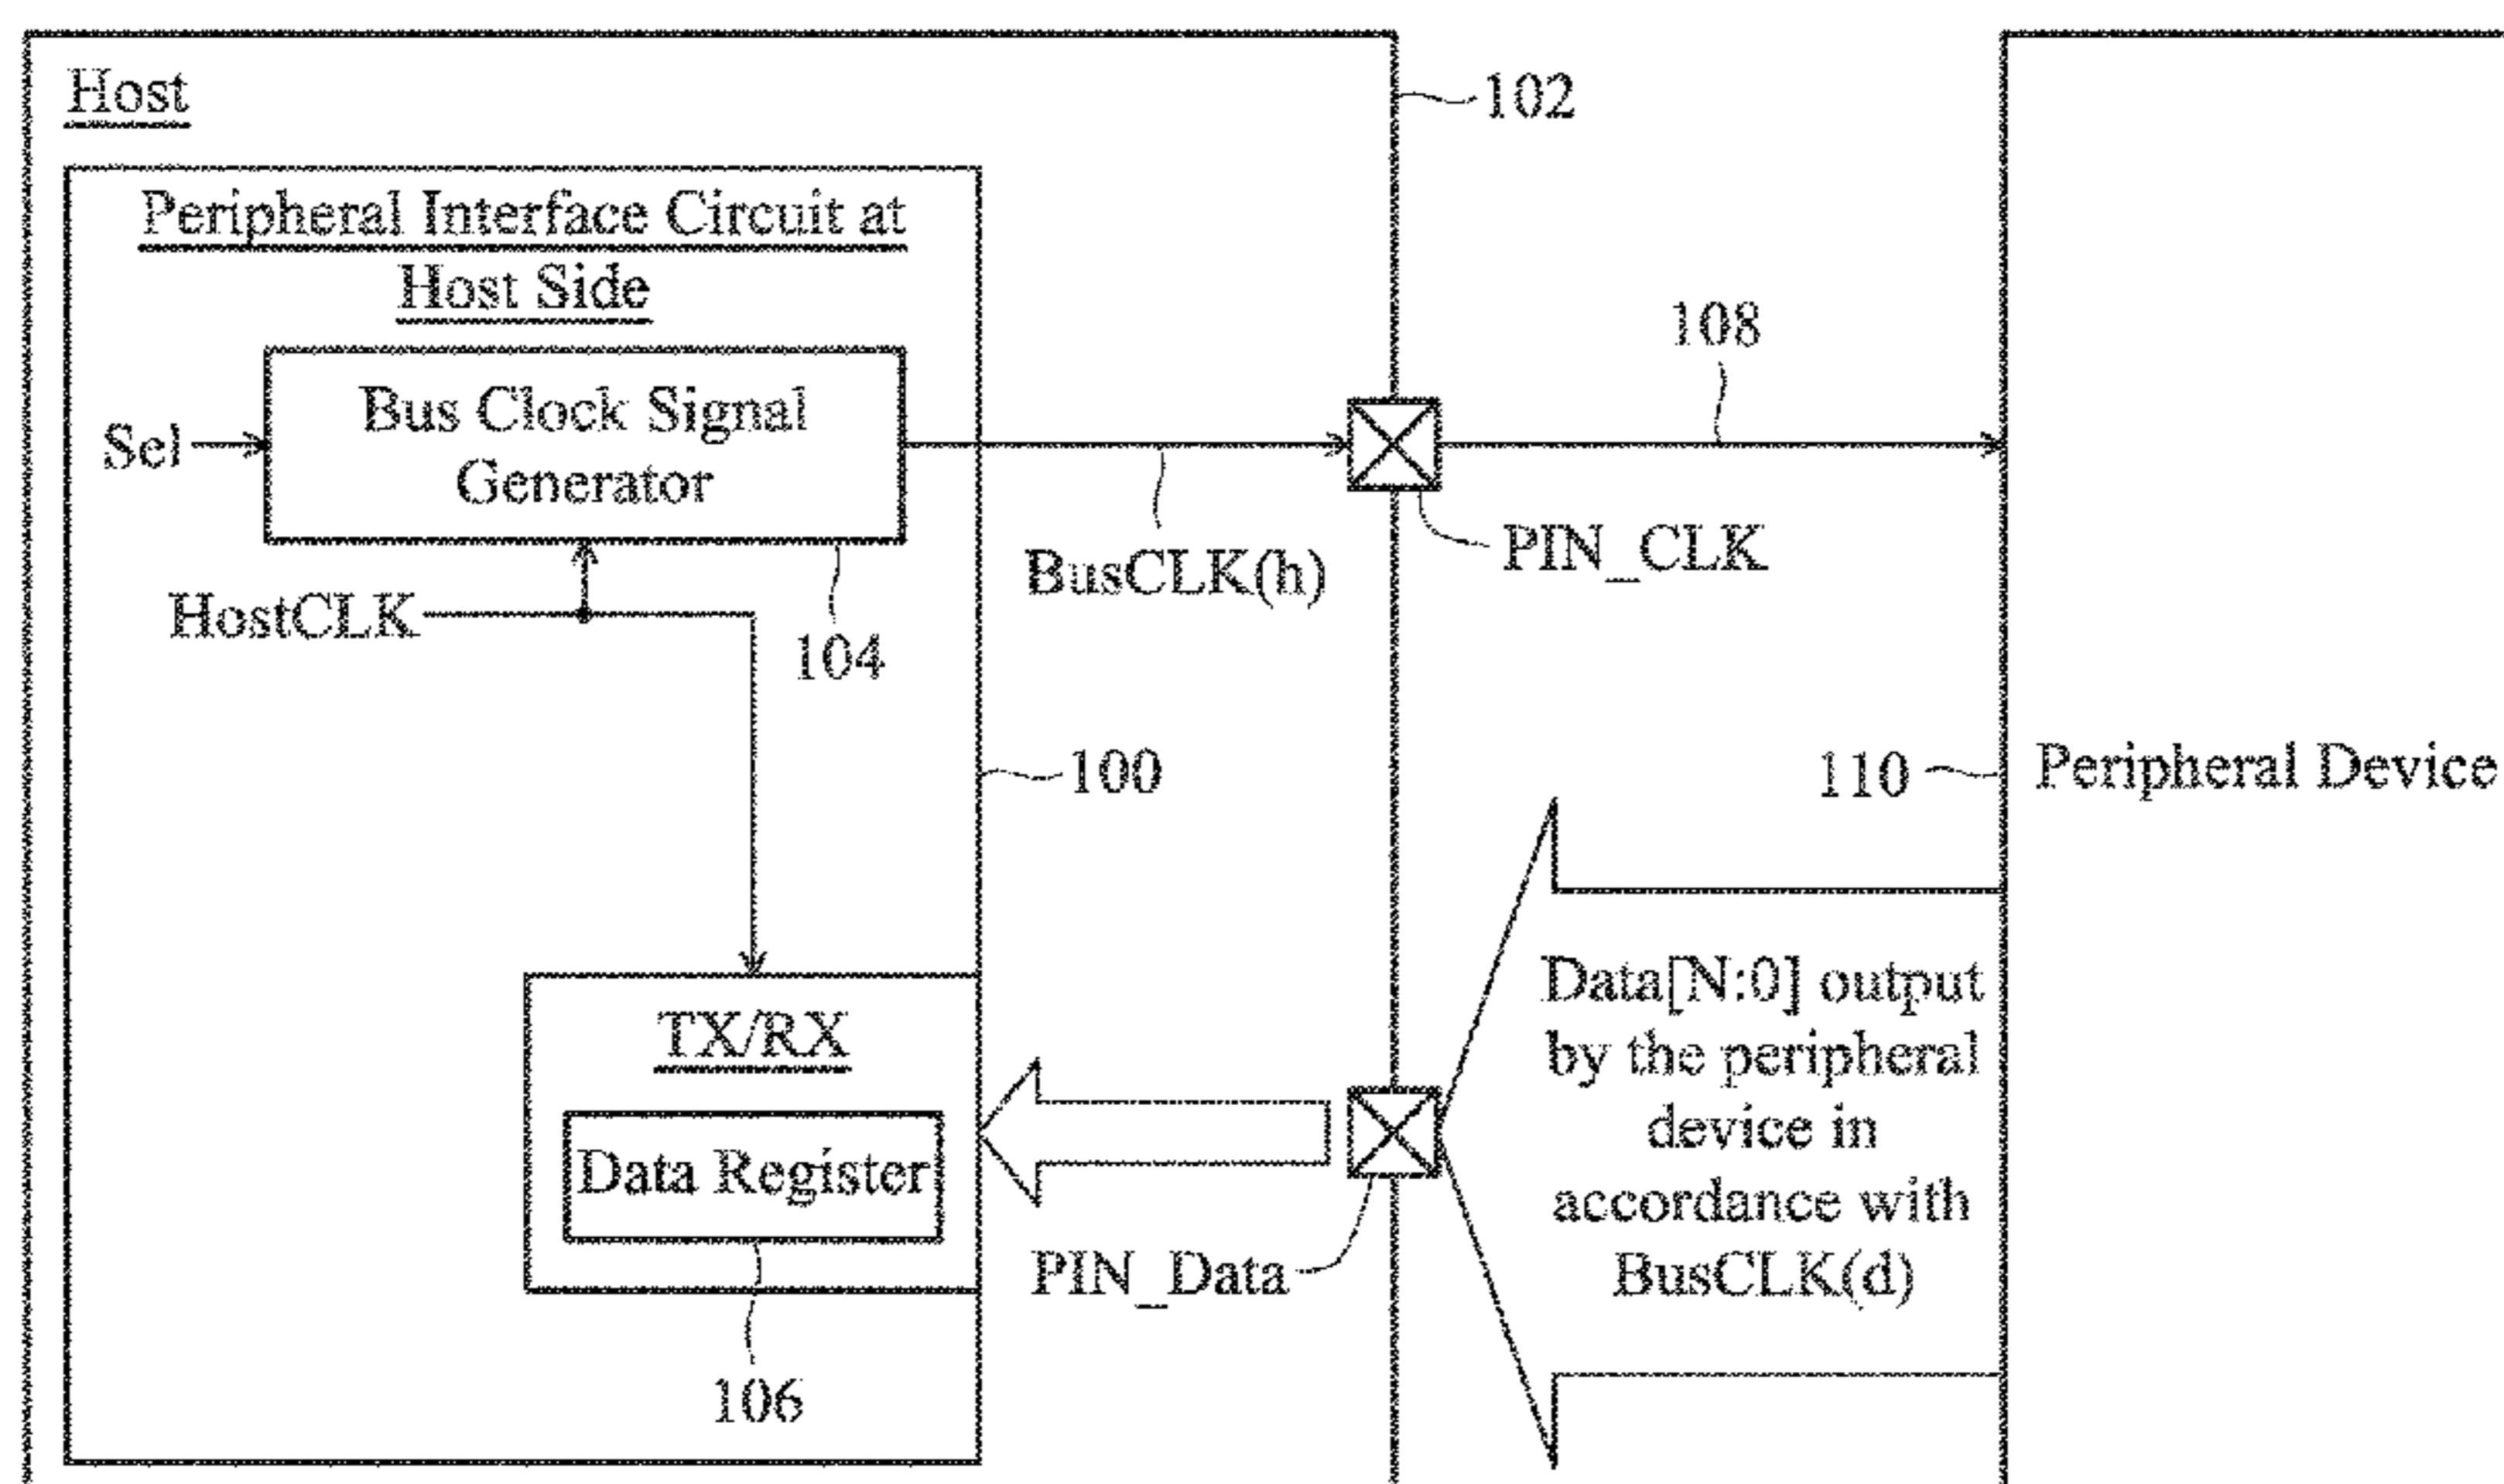 Host
102
Peripheral Interface Circuit at
Host Side
108
Bus Clock Signal
Generator
Sel
BusCLK(h)
PIN_CLK
HostCLK
104
100
110
Peripheral Device
TX/RX
Data Register
106
PIN_Data
Data[N:0] output
by the peripheral
device in
accordance with
BusCLK(d)